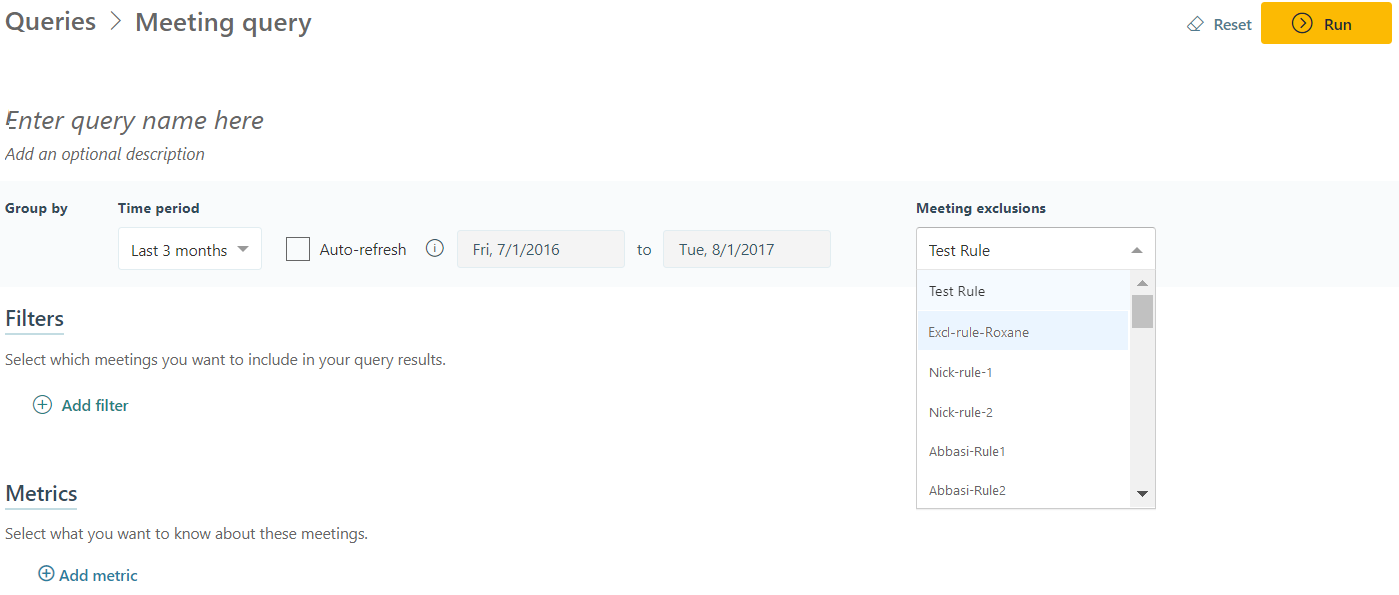 Queries > Meeting query
Reset
Run
Enter query name here
Add an optional description
Group by
Time period
Meeting exclusions
Last 3 months
Auto-refresh
Fri, 7/1/2016
to
Tue, 8/1/2017
Test Rule
Test Rule
Excl-rule-Roxane
Nick-rule-1
Nick-rule-2
Abbasi-Rule1
Abbasi-Rule2
Filters
Select which meetings you want to include in your query results.
Add filter
Metrics
Select what you want to know about these meetings.
Add metric